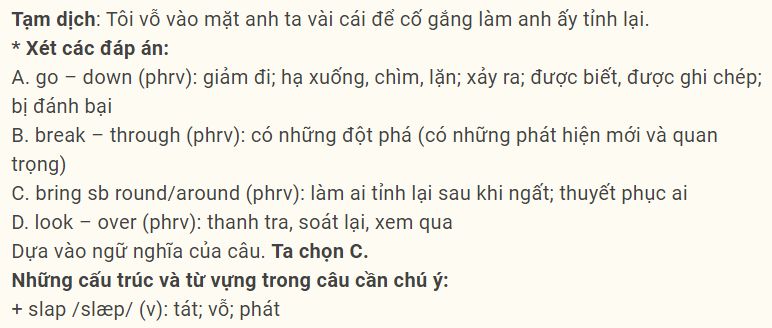 Tạm dịch: Tôi vỗ vào mặt anh ta vài cái để cố gắng làm anh ấy tỉnh lại.
* Xét các đáp án:
A. go – down (phrv): giảm đi; hạ xuống, chìm, lặn; xảy ra; được biết, được ghi chép;
bị đánh bại
B. break – through (phrv): có những đột phá (có những phát hiện mới và quan
trọng)
C. bring sb round/around (phrv): làm ai tỉnh lại sau khi ngất; thuyết phục ai
D. look – over (phrv): thanh tra, soát lại, xem qua
Dựa vào ngữ nghĩa của câu. Ta chọn C.
Những cấu trúc và từ vựng trong câu cần chú ý:
+ slap /slæp/ (v): tát; vỗ; phát